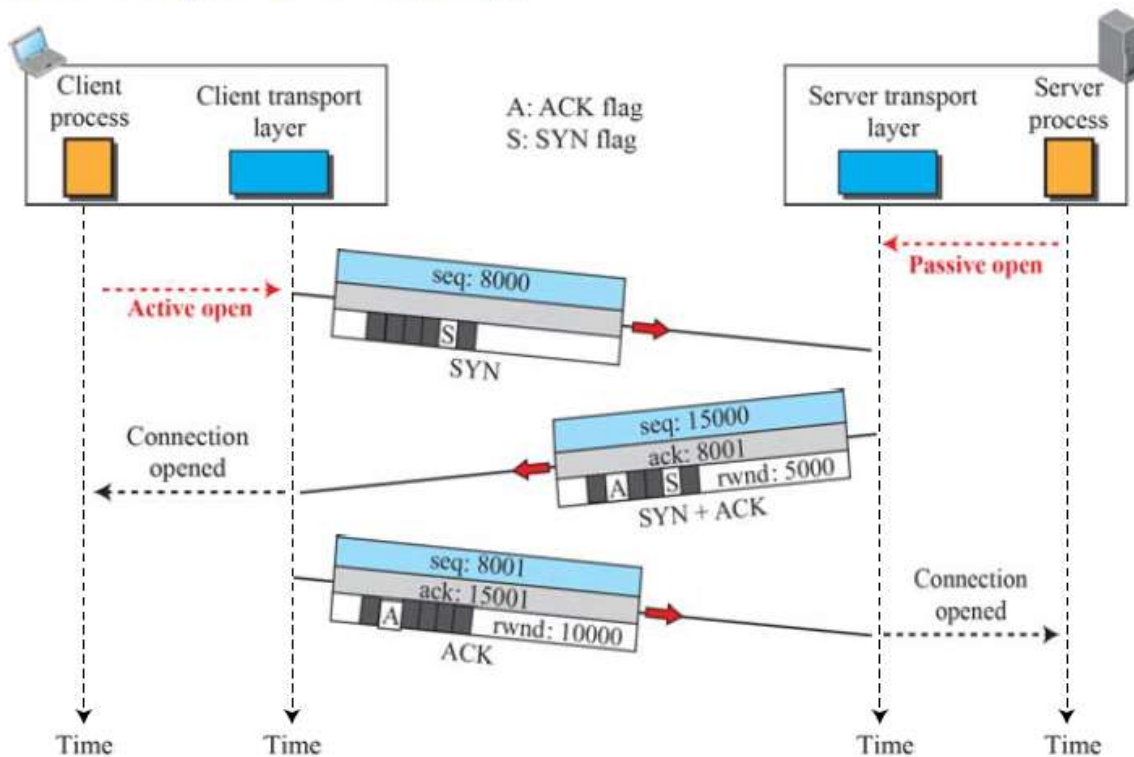 Client
process
Client transport
layer
A: ACK flag
S: SYN flag
Server transport
layer
Server
process
Passive open
Active open
seq: 8000
S
SYN
seq: 15000
ack: 8001
A S rwnd: 5000
SYN + ACK
Connection
opened
seq: 8001
ack: 15001
A rwnd: 10000
ACK
Connection
opened
Time Time Time Time